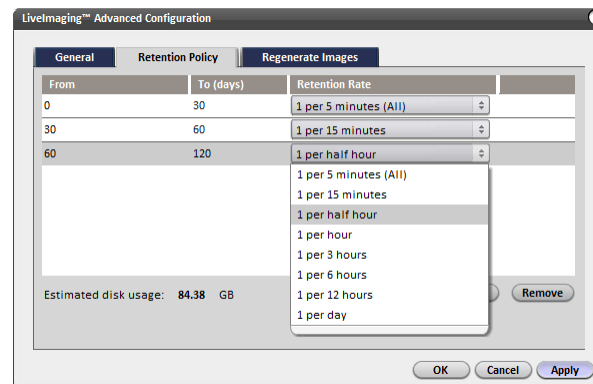 LiveImaging™ Advanced Configuration
General Retention Policy Regenerate Images
From To (days) Retention Rate
0 30 1 per 5 minutes (All)
30 60 1 per 15 minutes
60 120 1 per half hour
1 per 5 minutes (All)
1 per 15 minutes
1 per half hour
1 per hour
1 per 3 hours
1 per 6 hours
Estimated disk usage: 84.38 GB 1 per 12 hours Remove
1 per day
OK Cancel Apply